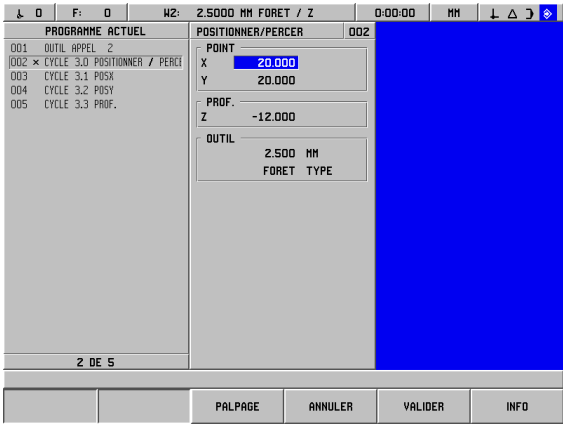 0 F: 0 WZ: 2.5000 MM FORET / Z 0:00:00 MM
PROGRAMME ACTUEL
001 OUTIL APPEL 2
002 × CYCLE 3.0 POSITIONNER / PERCE
003 CYCLE 3.1 POSX
004 CYCLE 3.2 POSY
005 CYCLE 3.3 PROF.
2 DE 5
POSITIONNER/PERCER 002
POINT
X 20.000
Y 20.000
PROF.
Z -12.000
OUTIL
2.500 MM
FORET TYPE
PALPAGE ANNULER VALIDER INFO